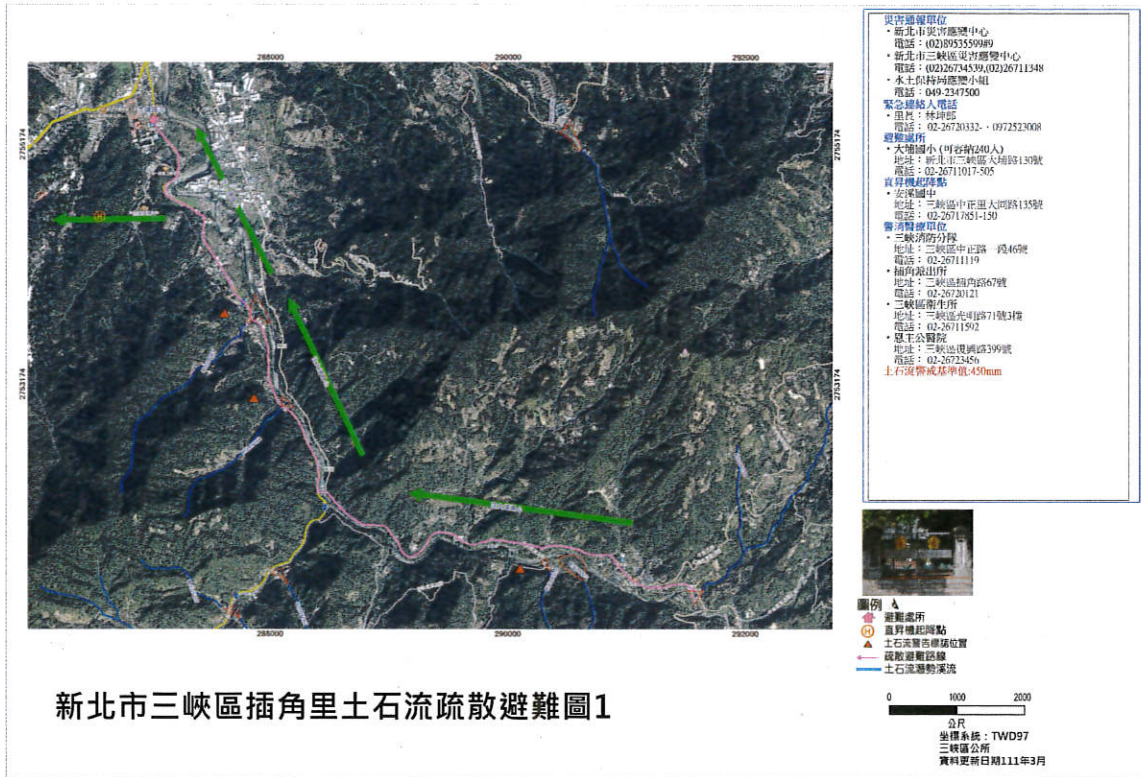 288000
290000
292000
2755174
2755174
2753174
2753174
288000
290000
292000
災害通報單位
・新北市災害應變中心
電話：(02)89535599#9
・新北市三峽區災害應變中心
電話：(02)26734539,(02)26711348
・水土保持局應變小組
電話：049-2347500
緊急連絡人電話
・里長：林坤郎
電話：02-26720332-、0972523008
避難處所
・大埔國小 (可容納240人)
地址：新北市三峽區大埔路130號
電話：02-26711017-505
直昇機起降點
・安溪國中
地址：三峽區中正里大同路135號
電話：02-26717851-150
警消醫療單位
・三峽消防分隊
地址：三峽區中正路一段46號
電話：02-26711119
・插角派出所
地址：三峽區插角路67號
電話：02-26720121
・三峽區衛生所
地址：三峽區光明路71號3樓
電話：02-26711592
・恩主公醫院
地址：三峽區復興路399號
電話：02-26723456
土石流警戒基準值:450mm
圖例
避難處所
H 直昇機起降點
土石流警告標誌位置
疏散避難路線
土石流潛勢溪流
0 1000 2000
公尺
坐標系統：TWD97
三峽區公所
資料更新日期111年3月
新北市三峽區插角里土石流疏散避難圖1